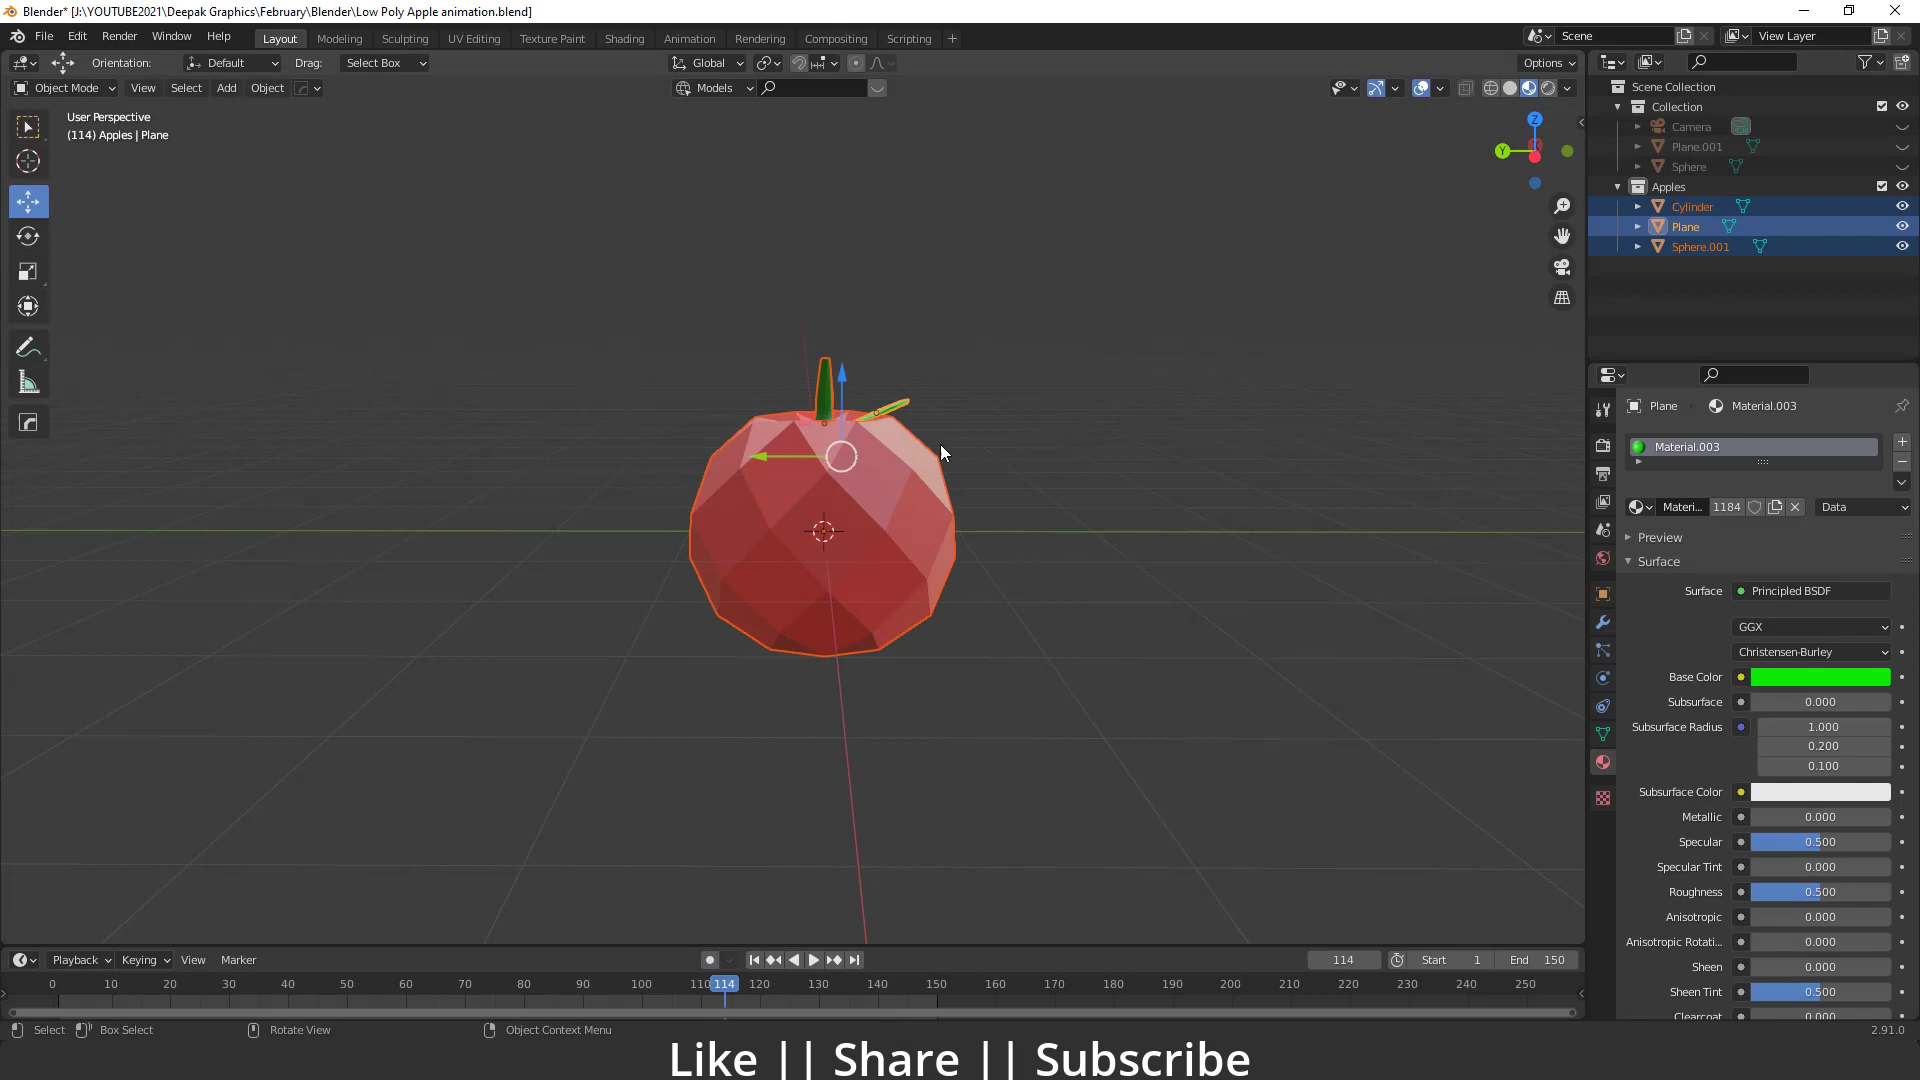 Blender* [J:\YOUTUBE2021\Deepak Graphics\February\Blender\Low Poly Apple animation.blend]
File Edit Render Window Help Layout Modeling Sculpting UV Editing Texture Paint Shading Animation Rendering Compositing Scripting + Scene View Layer
Orientation: Default Drag: Select Box Global Options
Object Mode View Select Add Object Models
User Perspective
(114) Apples | Plane
Z
Y
Scene Collection
Collection
Camera
Plane.001
Sphere
Apples
Cylinder
Plane
Sphere.001
Plane Material.003
Material.003
Materi... 1184 Data
Preview
Surface
Surface Principled BSDF
GGX
Christensen-Burley
Base Color
Subsurface 0.000
Subsurface Radius 1.000
0.200
0.100
Subsurface Color
Metallic 0.000
Specular 0.500
Specular Tint 0.000
Roughness 0.500
Anisotropic 0.000
Anisotropic Rotati... 0.000
Sheen 0.000
Sheen Tint 0.500
Clearcoat 0.000
Playback Keying View Marker 114 Start 1 End 150
0 10 20 30 40 50 60 70 80 90 100 110 114 120 130 140 150 160 170 180 190 200 210 220 230 240 250
Select Box Select Rotate View Object Context Menu 2.91.0
Like || Share || Subscribe